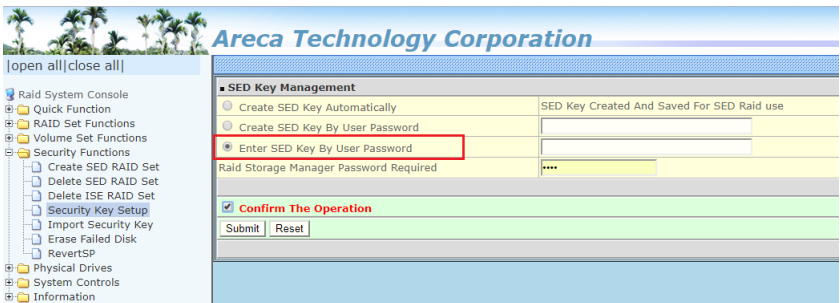 Areca Technology Corporation
|open all|close all|
Raid System Console
Quick Function
RAID Set Functions
Volume Set Functions
Security Functions
Create SED RAID Set
Delete SED RAID Set
Delete ISE RAID Set
Security Key Setup
Import Security Key
Erase Failed Disk
RevertSP
Physical Drives
System Controls
Information
SED Key Management
Create SED Key Automatically SED Key Created And Saved For SED Raid use
Create SED Key By User Password
Enter SED Key By User Password
Raid Storage Manager Password Required ••••
Confirm The Operation
Submit Reset